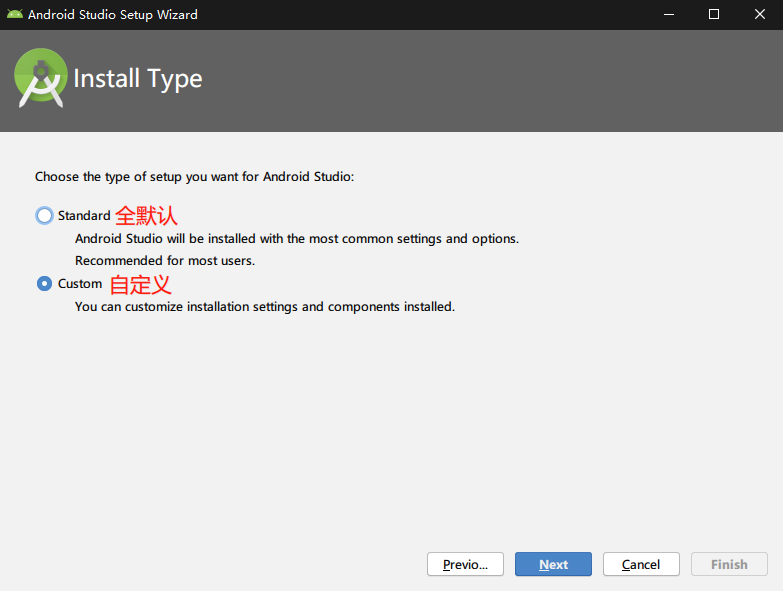 Android Studio Setup Wizard
Install Type
Choose the type of setup you want for Android Studio:
Standard 全默认
Android Studio will be installed with the most common settings and options.
Recommended for most users.
Custom 自定义
You can customize installation settings and components installed.
Previo... Next Cancel Finish